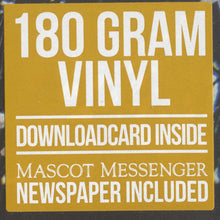 180 GRAM
VINYL
DOWNLOADCARD INSIDE
MASCOT MESSENGER
NEWSPAPER INCLUDED